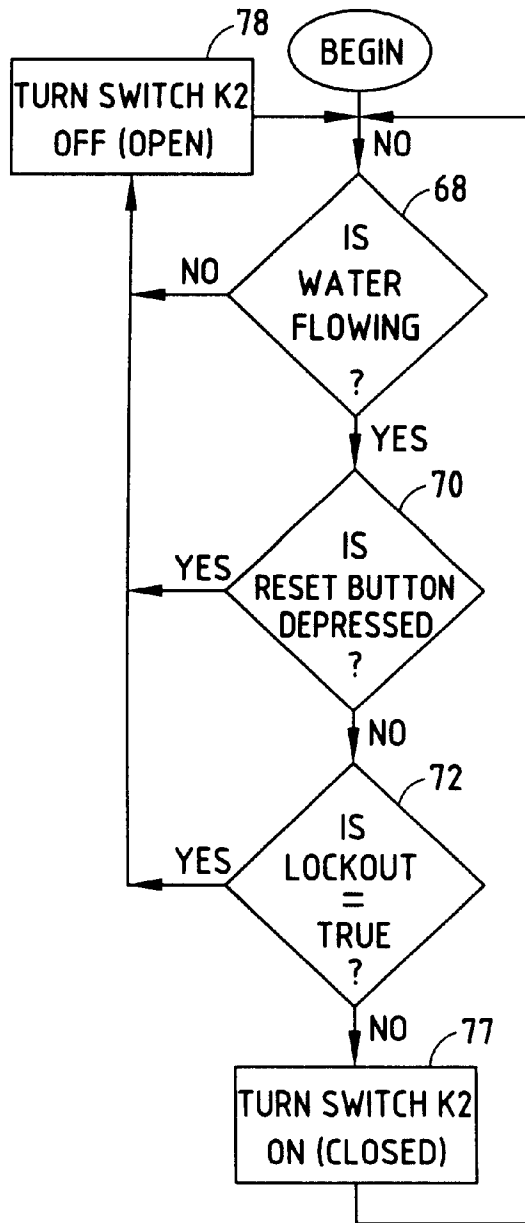 78
BEGIN
TURN SWITCH K2
OFF (OPEN)
NO
68
IS
WATER
FLOWING
?
NO
YES
70
IS
RESET BUTTON
DEPRESSED
?
YES
NO
72
IS
LOCKOUT
=
TRUE
?
YES
NO
77
TURN SWITCH K2
ON (CLOSED)